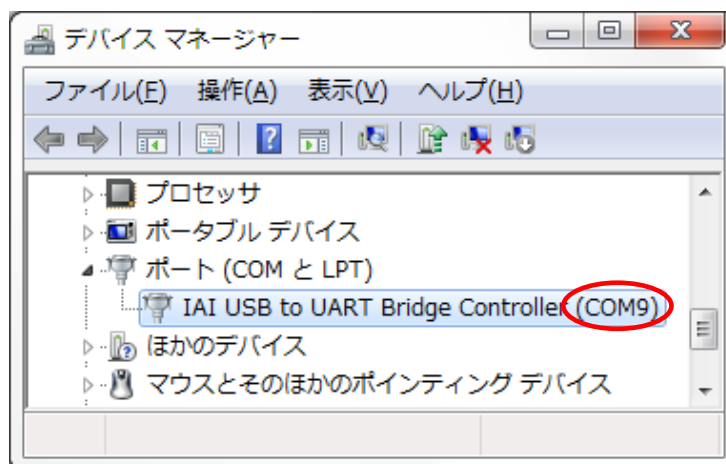 デバイス マネージャー
ファイル(F) 操作(A) 表示(V) ヘルプ(H)
プロセッサ
ポータブル デバイス
ポート (COM と LPT)
IAI USB to UART Bridge Controller (COM9)
ほかのデバイス
マウスとそのほかのポインティング デバイス